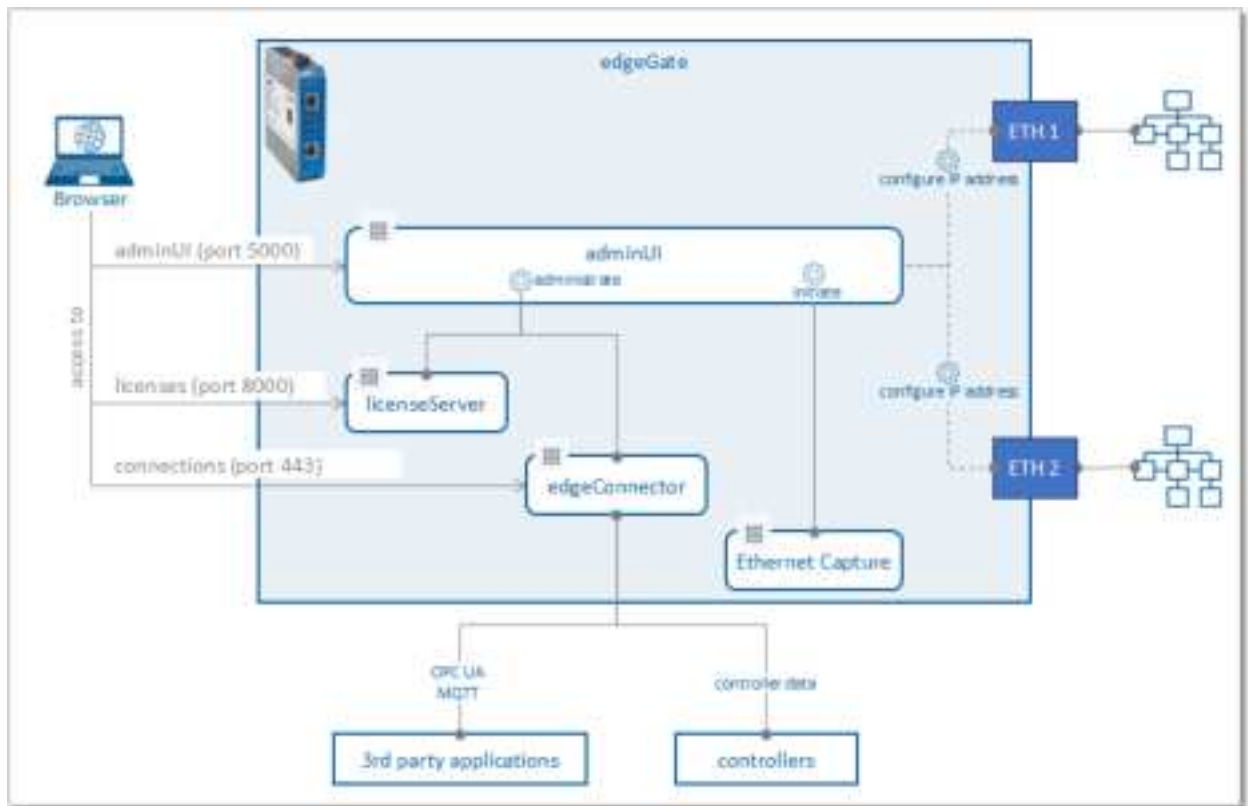 edgeGate
ETH 1
configure IP address
Browser
adminUI (port 5000)
adminUI
administrate
initiate
access to
licenses (port 8000)
licenseServer
configure IP address
connections (port 443)
edgeConnector
ETH 2
Ethernet Capture
OPC UA
MQTT
controller data
3rd party applications
controllers